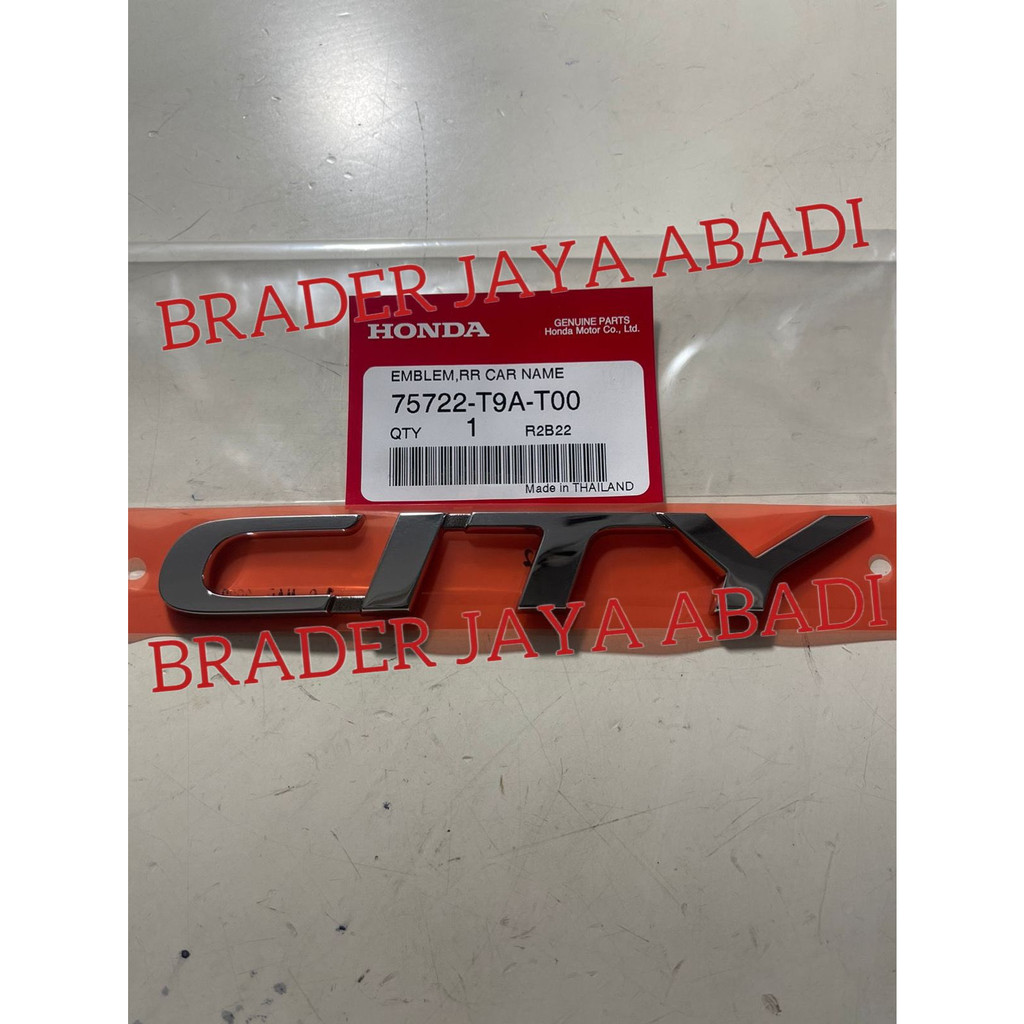 BRADER JAYA ABADI
HONDA
GENUINE PARTS
Honda Motor Co., Ltd.
EMBLEM,RR CAR NAME
75722-T9A-T00
QTY 1 R2B22
Made in THAILAND
CITY
BRADER JAYA ABADI